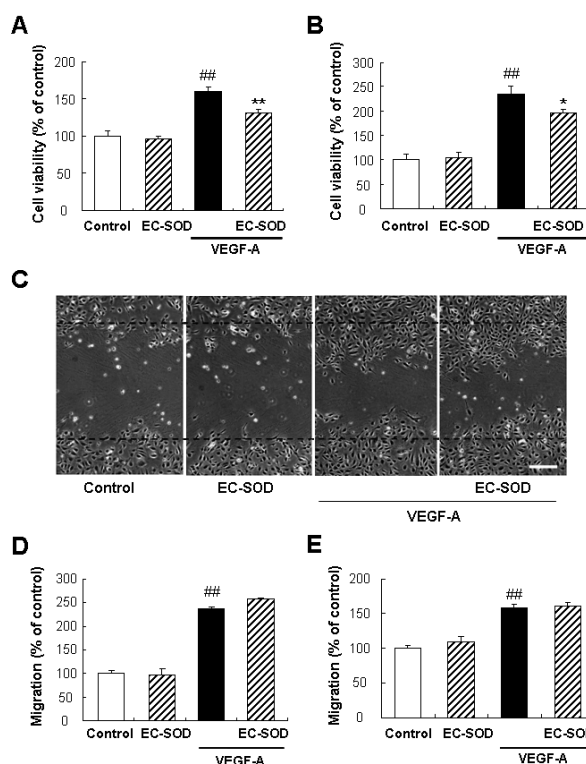 A
Cell viability (% of control)
200
150
100
50
0
##
**
Control EC-SOD EC-SOD
VEGF-A
B
Cell viability (% of control)
300
250
200
150
100
50
0
##
*
Control EC-SOD EC-SOD
VEGF-A
C
Control EC-SOD EC-SOD
VEGF-A
D
Migration (% of control)
300
250
200
150
100
50
0
##
Control EC-SOD EC-SOD
VEGF-A
E
Migration (% of control)
200
150
100
50
0
##
Control EC-SOD EC-SOD
VEGF-A